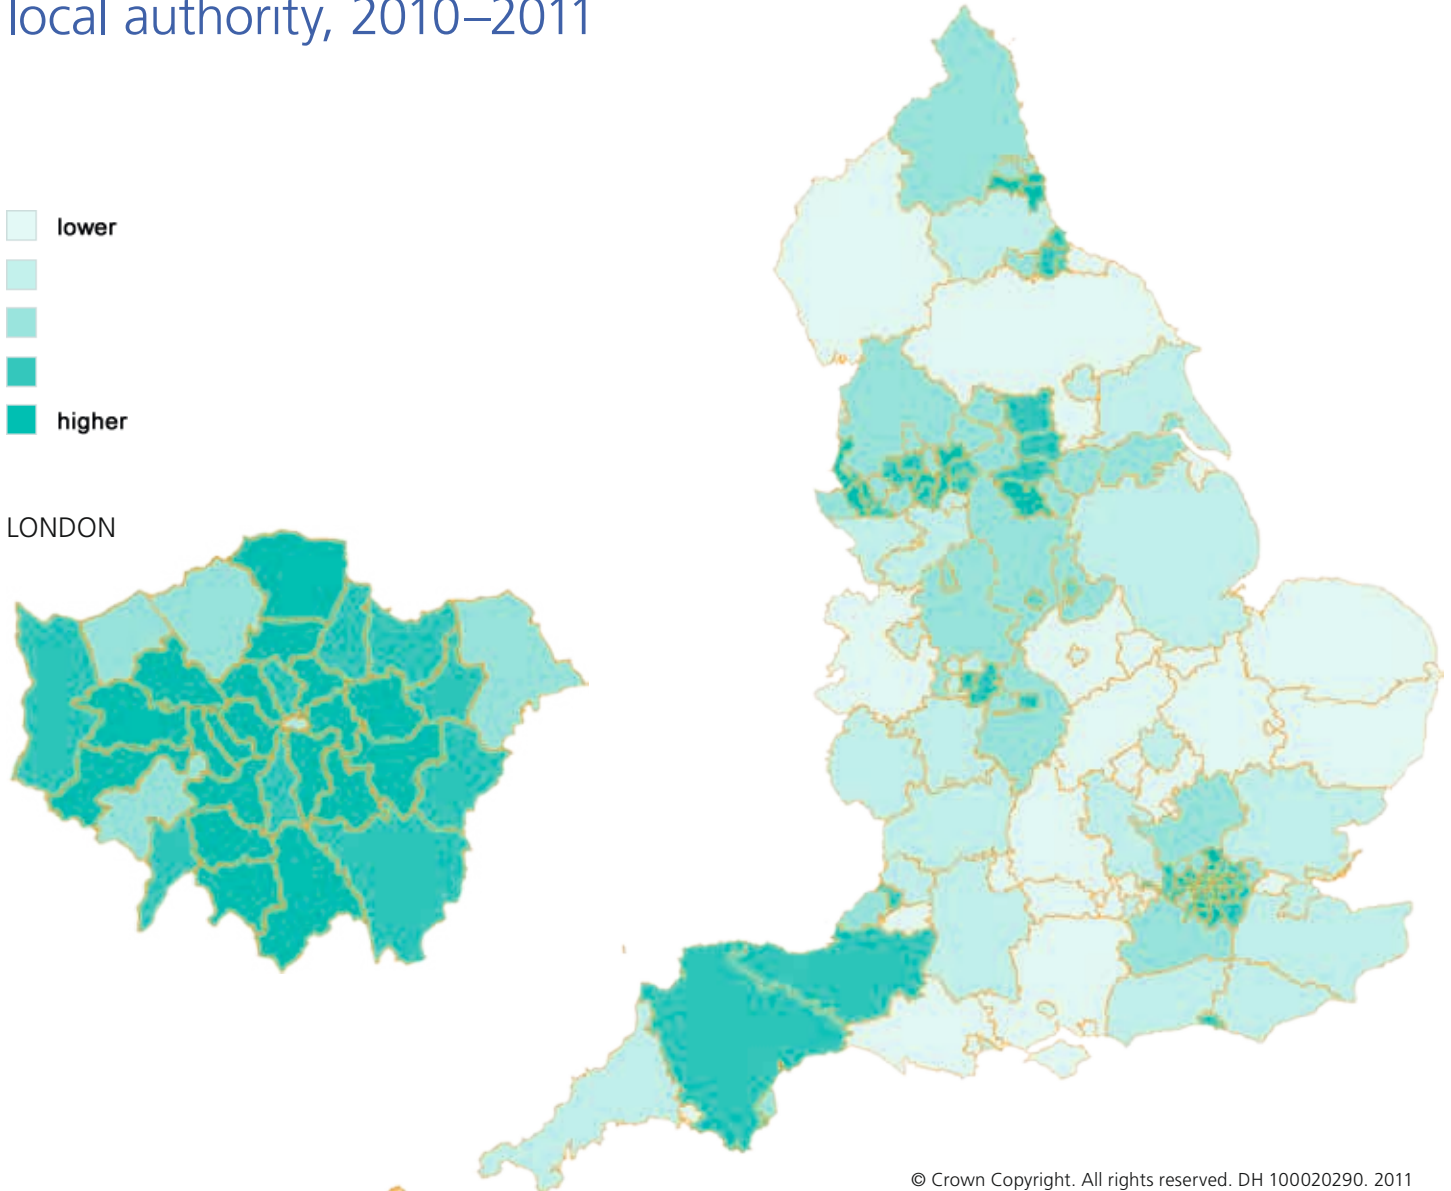 local authority, 2010–2011
lower
higher
LONDON
© Crown Copyright. All rights reserved. DH 100020290. 2011